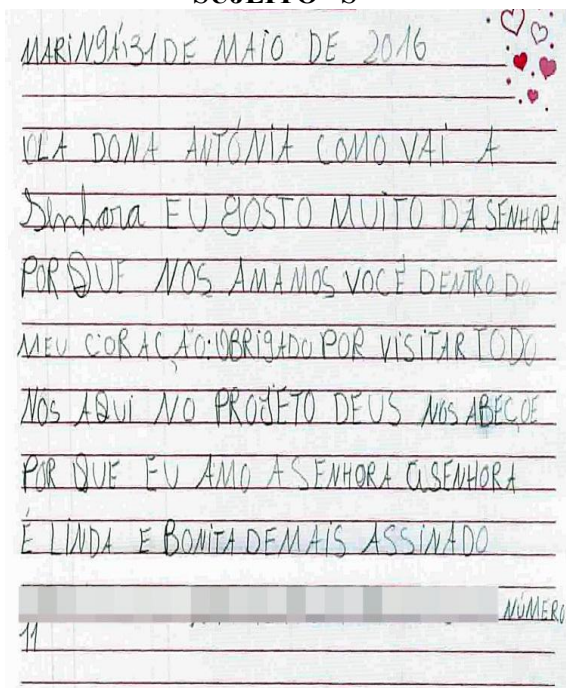 SUJEITO "S"
MARINGÁ, 31 DE MAIO DE 2016
OLA DONA ANTÓNIA COMO VAI A
Senhora EU GOSTO MUITO DA SENHORA
POR QUE NOS AMAMOS VOCÊ DENTRO DO
MEU CORAÇÃO. OBRIGADO POR VISITAR TODO
NOS AQUI NO PROJETO DEUS NOS ABEÇOE
POR QUE EU AMO A SENHORA A SENHORA
É LINDA E BONITA DEMAIS ASSINADO
NÚMERO
11